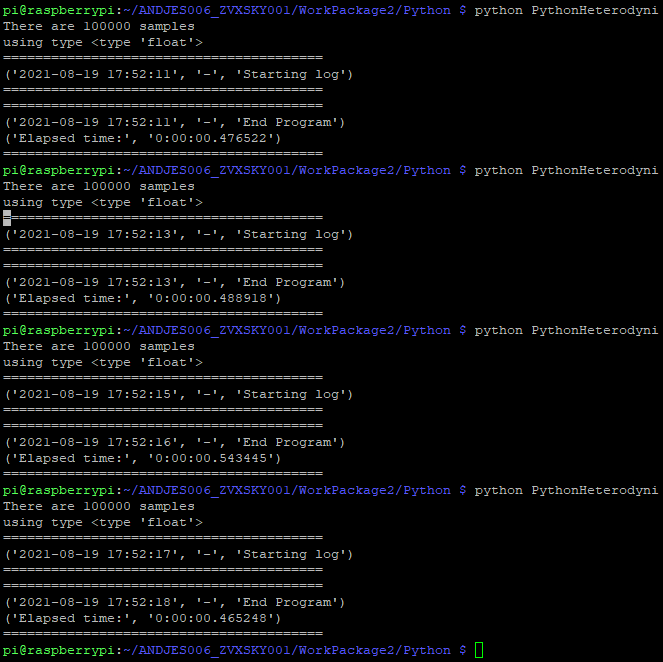 pi@raspberrypi:~/ANDJES006_ZVXSKY001/WorkPackage2/Python $ python PythonHeterodyni
There are 100000 samples
using type <type 'float'>
========================================
('2021-08-19 17:52:11', '-', 'Starting log')
========================================
========================================
('2021-08-19 17:52:11', '-', 'End Program')
('Elapsed time:', '0:00:00.476522')
========================================
pi@raspberrypi:~/ANDJES006_ZVXSKY001/WorkPackage2/Python $ python PythonHeterodyni
There are 100000 samples
using type <type 'float'>
========================================
('2021-08-19 17:52:13', '-', 'Starting log')
========================================
========================================
('2021-08-19 17:52:13', '-', 'End Program')
('Elapsed time:', '0:00:00.488918')
========================================
pi@raspberrypi:~/ANDJES006_ZVXSKY001/WorkPackage2/Python $ python PythonHeterodyni
There are 100000 samples
using type <type 'float'>
========================================
('2021-08-19 17:52:15', '-', 'Starting log')
========================================
========================================
('2021-08-19 17:52:16', '-', 'End Program')
('Elapsed time:', '0:00:00.543445')
========================================
pi@raspberrypi:~/ANDJES006_ZVXSKY001/WorkPackage2/Python $ python PythonHeterodyni
There are 100000 samples
using type <type 'float'>
========================================
('2021-08-19 17:52:17', '-', 'Starting log')
========================================
========================================
('2021-08-19 17:52:18', '-', 'End Program')
('Elapsed time:', '0:00:00.465248')
========================================
pi@raspberrypi:~/ANDJES006_ZVXSKY001/WorkPackage2/Python $